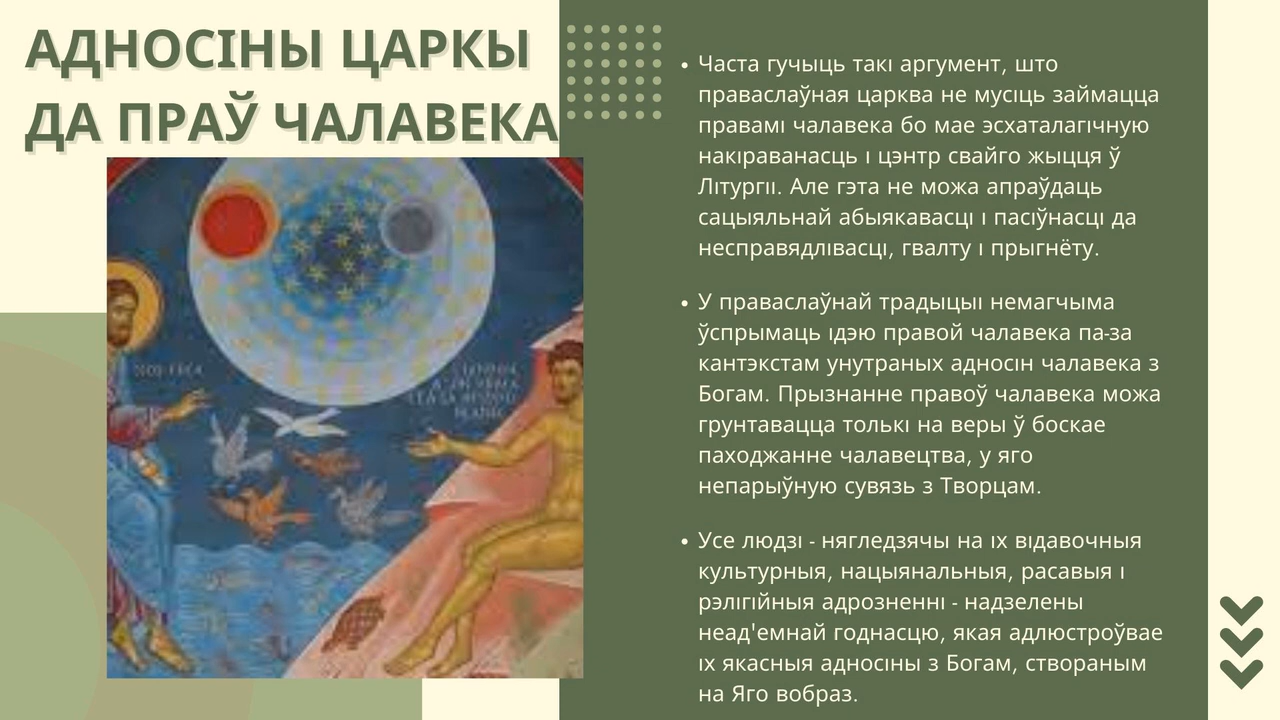 АДНОСІНЫ ЦАРКЫ
ДА ПРАЎ ЧАЛАВЕКА
• Часта гучыць такі аргумент, што
праваслаўная царква не мусіць займацца
правамі чалавека бо мае эсхаталагічную
накіраванасць і цэнтр свайго жыцця ў
Літургіі. Але гэта не можа апраўдаць
сацыяльнай абыякавасці і пасіўнасці да
несправядлівасці, гвалту і прыгнёту.
• У праваслаўнай традыцыі немагчыма
ўспрымаць ідэю правой чалавека па-за
кантэкстам унутраных адносін чалавека з
Богам. Прызнанне правоў чалавека можа
грунтавацца толькі на веры ў боскае
паходжанне чалавецтва, у яго
непарыўную сувязь з Творцам.
• Усе людзі - нягледзячы на іх відавочныя
культурныя, нацыянальныя, расавыя і
рэлігійныя адрозненні - надзелены
неад'емнай годнасцю, якая адлюстроўвае
іх якасныя адносіны з Богам, створаным
на Яго вобраз.